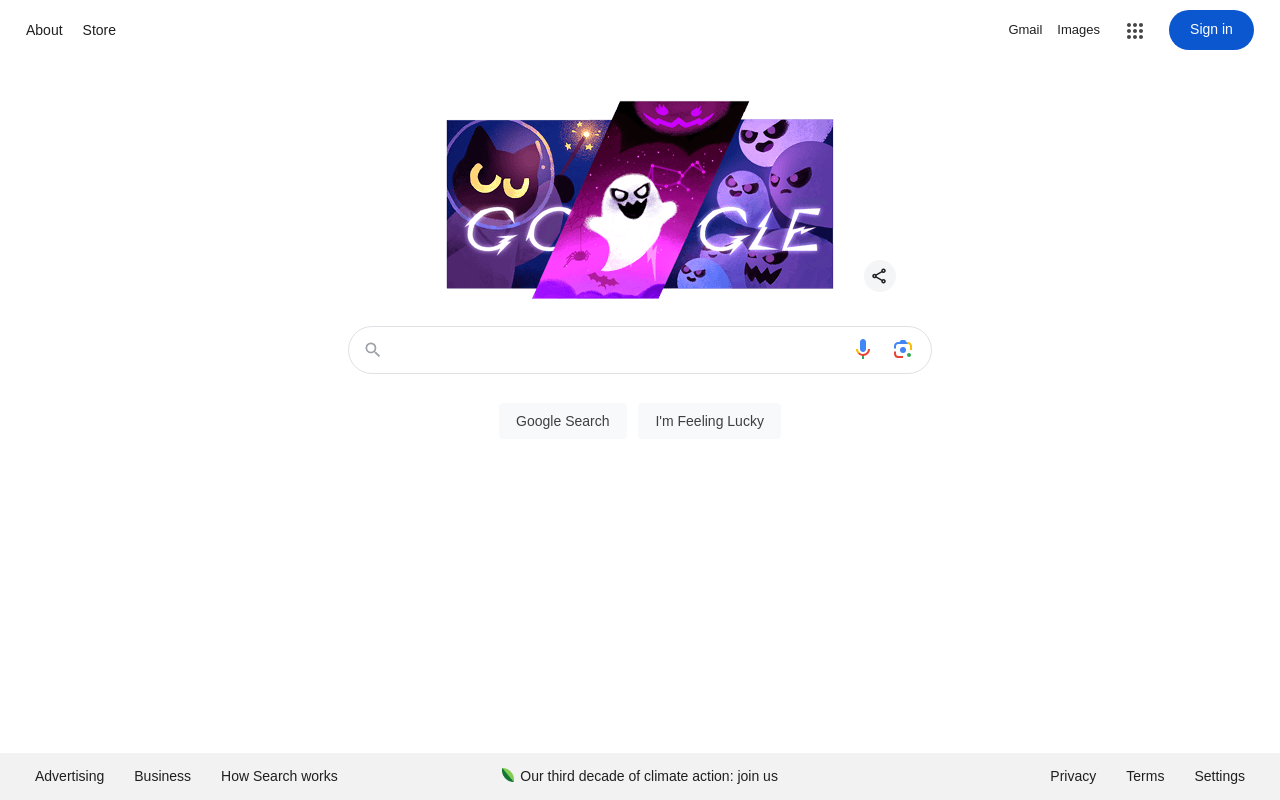 About Store
Gmail Images Sign in
GOOGLE
Google Search I'm Feeling Lucky
Advertising Business How Search works
Our third decade of climate action: join us
Privacy Terms Settings